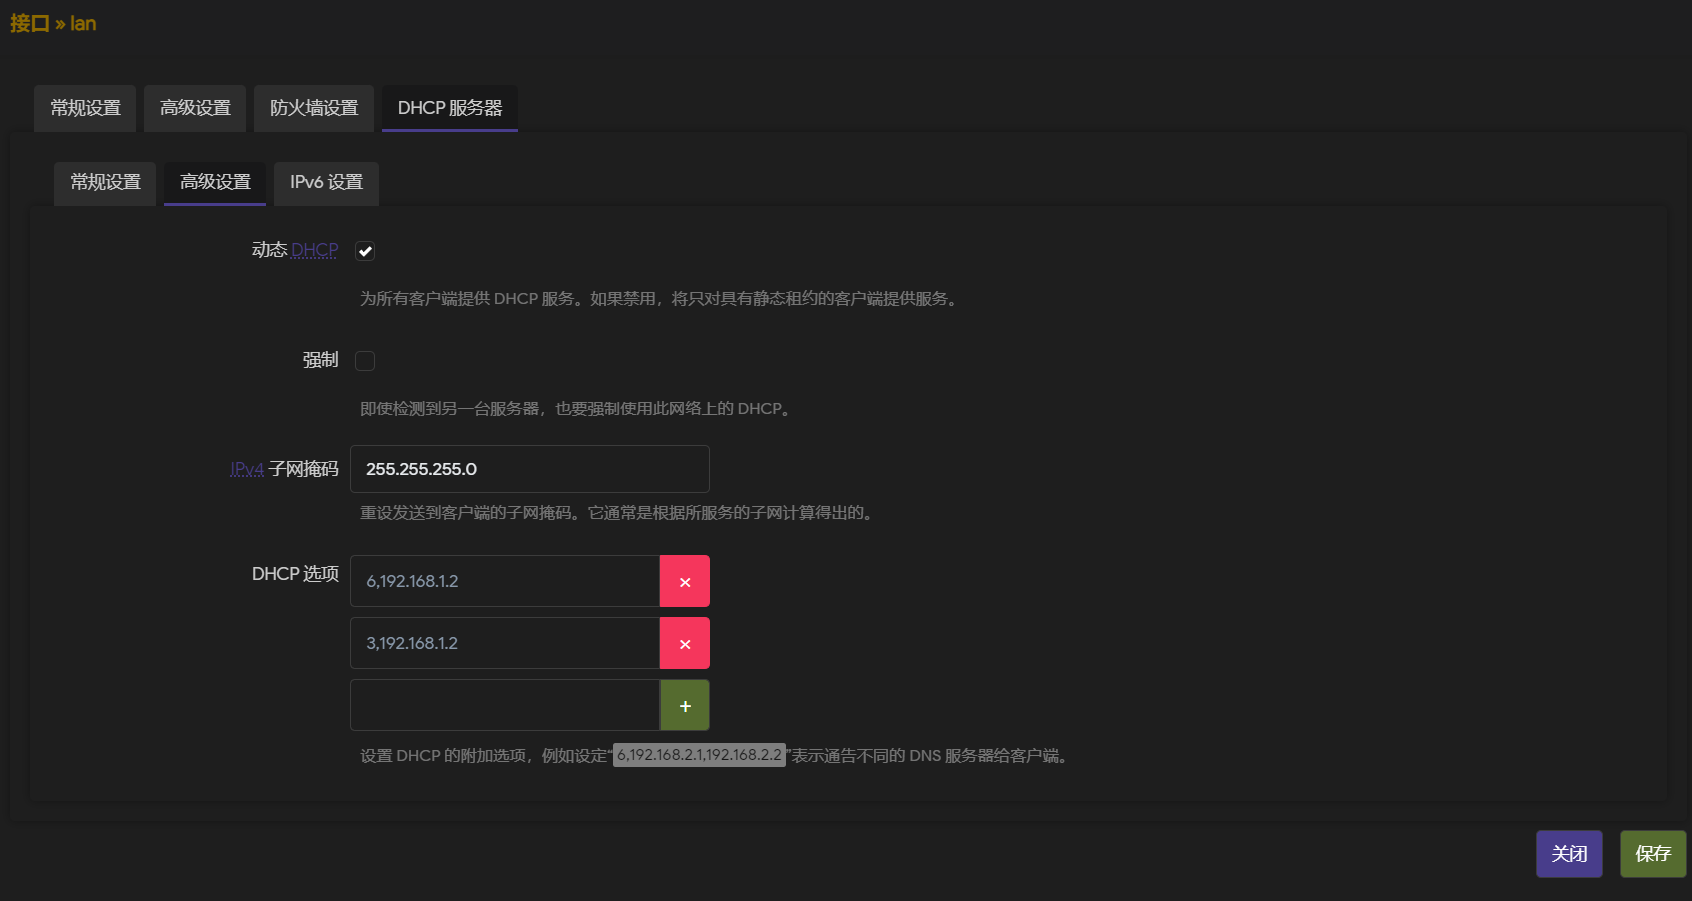 接口 » lan
常规设置 高级设置 防火墙设置 DHCP 服务器
常规设置 高级设置 IPv6 设置
动态 DHCP
为所有客户端提供 DHCP 服务。如果禁用，将只对具有静态租约的客户端提供服务。
强制
即使检测到另一台服务器，也要强制使用此网络上的 DHCP。
IPv4 子网掩码 255.255.255.0
重设发送到客户端的子网掩码。它通常是根据所服务的子网计算得出的。
DHCP 选项 6,192.168.1.2 ×
3,192.168.1.2 ×
+
设置 DHCP 的附加选项，例如设定“6,192.168.2.1,192.168.2.2”表示通告不同的 DNS 服务器给客户端。
关闭 保存